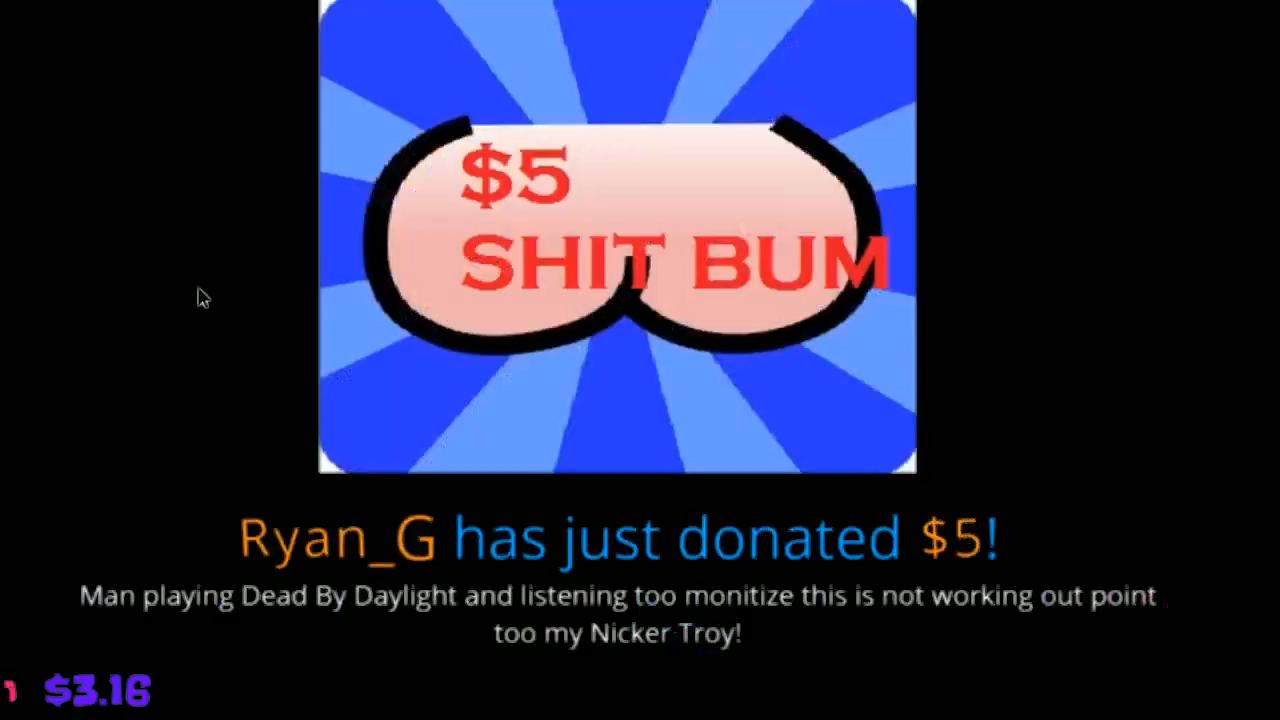 $5
SHIT BUM
Ryan_G has just donated $5!
Man playing Dead By Daylight and listening too monitize this is not working out point
too my Nicker Troy!
1 $3.16